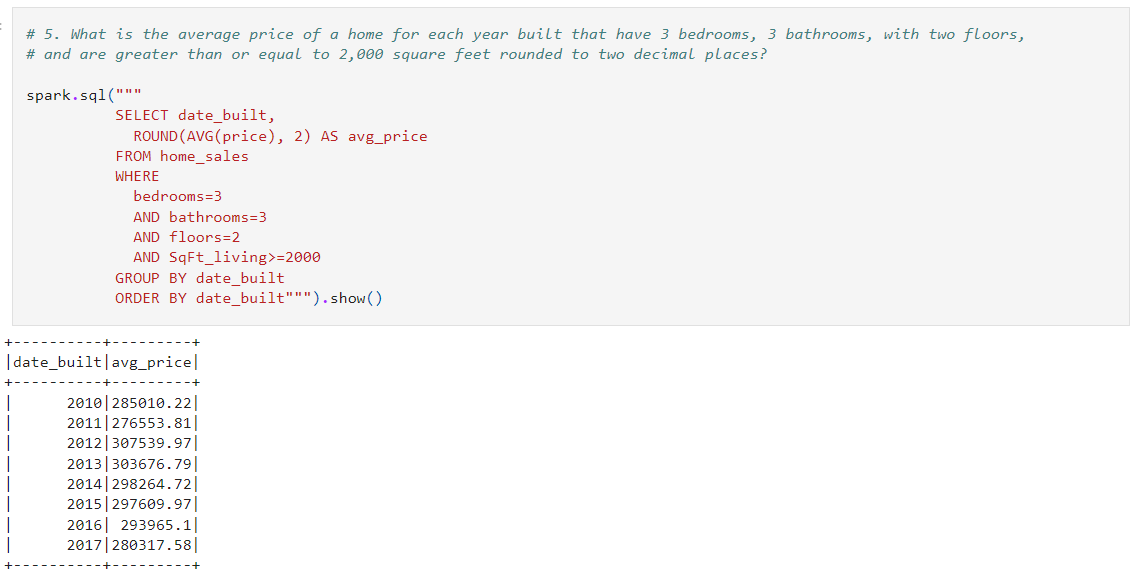 # 5. What is the average price of a home for each year built that have 3 bedrooms, 3 bathrooms, with two floors,
# and are greater than or equal to 2,000 square feet rounded to two decimal places?
spark.sql("""
SELECT date_built,
ROUND(AVG(price), 2) AS avg_price
FROM home_sales
WHERE
bedrooms=3
AND bathrooms=3
AND floors=2
AND SqFt_living>=2000
GROUP BY date_built
ORDER BY date_built""").show()
+----------+---------+
|date_built|avg_price|
+----------+---------+
|      2010|285010.22|
|      2011|276553.81|
|      2012|307539.97|
|      2013|303676.79|
|      2014|298264.72|
|      2015|297609.97|
|      2016| 293965.1|
|      2017|280317.58|
+----------+---------+